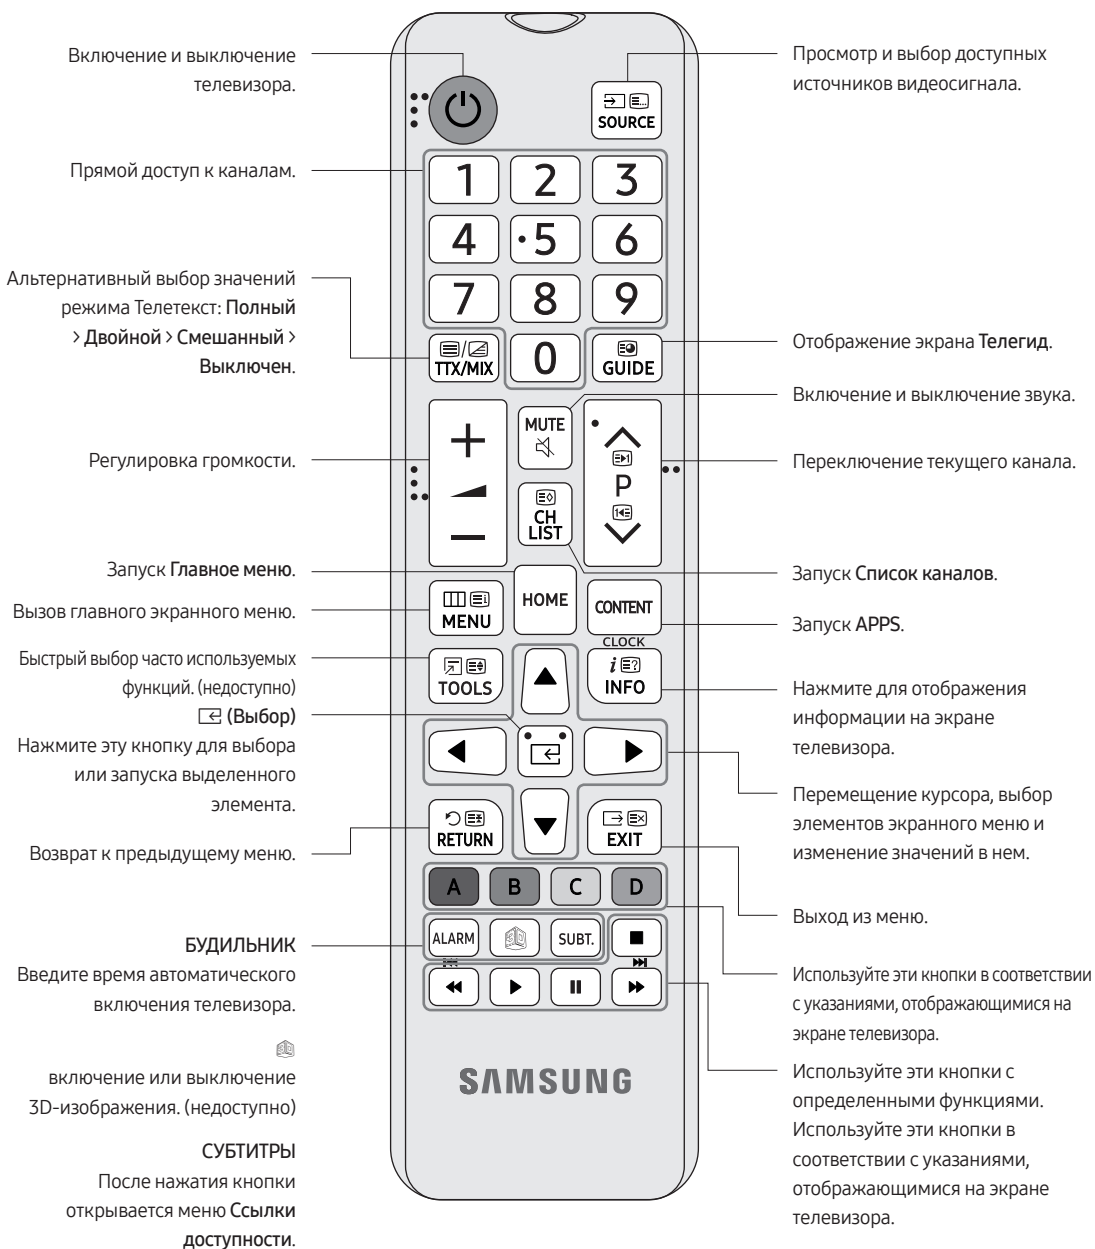 Включение и выключение
телевизора.
Прямой доступ к каналам.
Альтернативный выбор значений
режима Телетекст: Полный
> Двойной > Смешанный >
Выключен.
Регулировка громкости.
Запуск Главное меню.
Вызов главного экранного меню.
Быстрый выбор часто используемых
функций. (недоступно)
(Выбор)
Нажмите эту кнопку для выбора
или запуска выделенного
элемента.
Возврат к предыдущему меню.
БУДИЛЬНИК
Введите время автоматического
включения телевизора.
включение или выключение
3D-изображения. (недоступно)
СУБТИТРЫ
После нажатия кнопки
открывается меню Ссылки
доступности.
SOURCE
1 2 3
4 5 6
7 8 9
TTX/MIX 0 GUIDE
MUTE
P
CH
LIST
MENU HOME CONTENT
CLOCK
TOOLS INFO
RETURN EXIT
A B C D
ALARM SUBT.
SAMSUNG
Просмотр и выбор доступных
источников видеосигнала.
Отображение экрана Телегид.
Включение и выключение звука.
Переключение текущего канала.
Запуск Список каналов.
Запуск APPS.
Нажмите для отображения
информации на экране
телевизора.
Перемещение курсора, выбор
элементов экранного меню и
изменение значений в нем.
Выход из меню.
Используйте эти кнопки в соответствии
с указаниями, отображающимися на
экране телевизора.
Используйте эти кнопки с
определенными функциями.
Используйте эти кнопки в
соответствии с указаниями,
отображающимися на экране
телевизора.